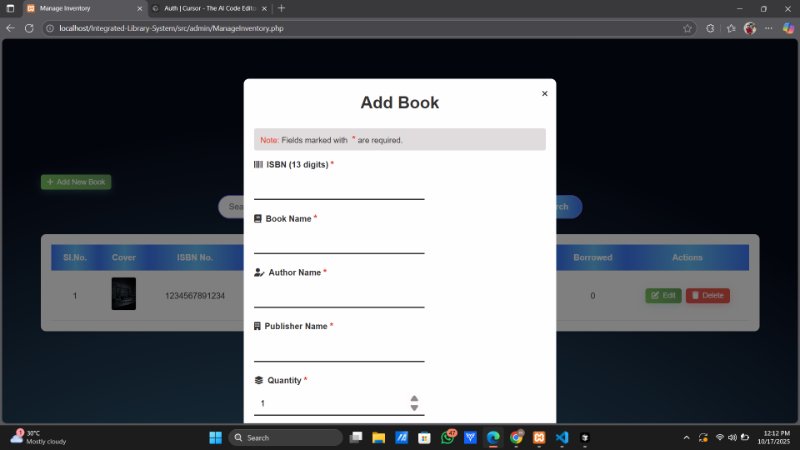 Manage Inventory
Auth | Cursor - The AI Code Edito
localhost/Integrated-Library-System/src/admin/ManageInventory.php
Add Book
Note: Fields marked with * are required.
ISBN (13 digits) *
+ Add New Book
Sea
rch
Book Name *
Sl.No. Cover ISBN No. Borrowed Actions
Author Name *
1 1234567891234 0 Edit Delete
Publisher Name *
Quantity *
1
1
30°C
Mostly cloudy
Search
47
12:12 PM
10/17/2025